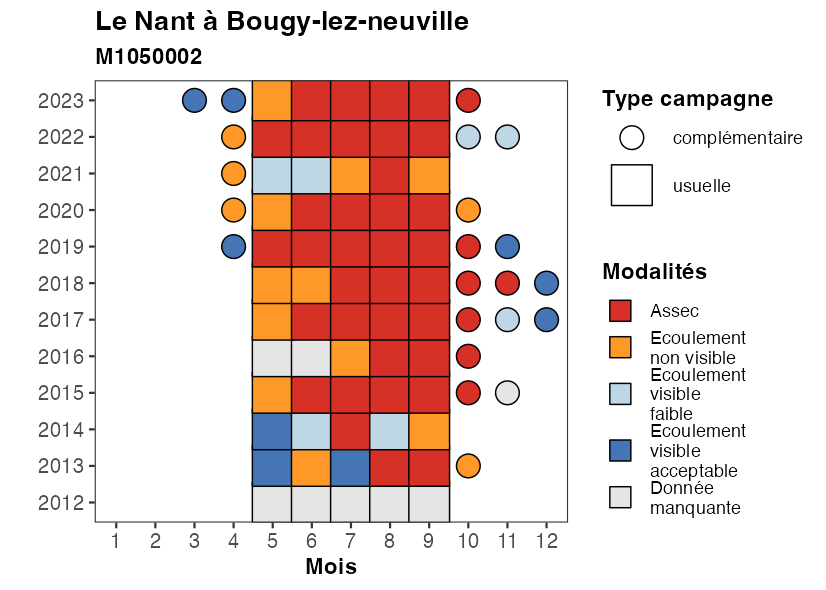 Le Nant à Bougy-lez-neuville
M1050002
2023
2022
2021
2020
2019
2018
2017
2016
2015
2014
2013
2012
1 2 3 4 5 6 7 8 9 10 11 12
Mois
Type campagne
complémentaire
usuelle
Modalités
Assec
Ecoulement
non visible
Ecoulement
visible
faible
Ecoulement
visible
acceptable
Donnée
manquante